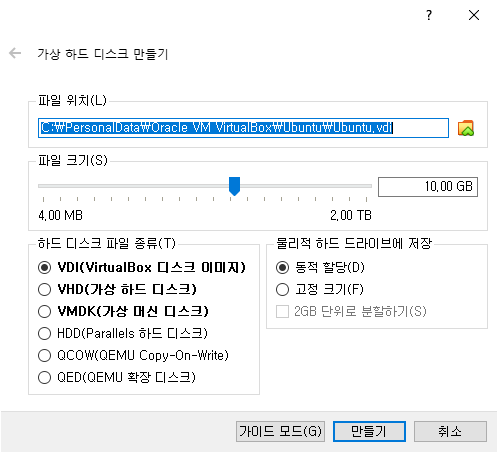 ?
가상 하드 디스크 만들기
파일 위치(L)
C:₩PersonalData₩Oracle VM VirtualBox₩Ubuntu₩Ubuntu.vdi
파일 크기(S)
10,00 GB
4,00 MB 2,00 TB
하드 디스크 파일 종류(T)
VDI(VirtualBox 디스크 이미지)
VHD(가상 하드 디스크)
VMDK(가상 머신 디스크)
HDD(Parallels 하드 디스크)
QCOW(QEMU Copy-On-Write)
QED(QEMU 확장 디스크)
물리적 하드 드라이브에 저장
동적 할당(D)
고정 크기(F)
2GB 단위로 분할하기(S)
가이드 모드(G) 만들기 취소